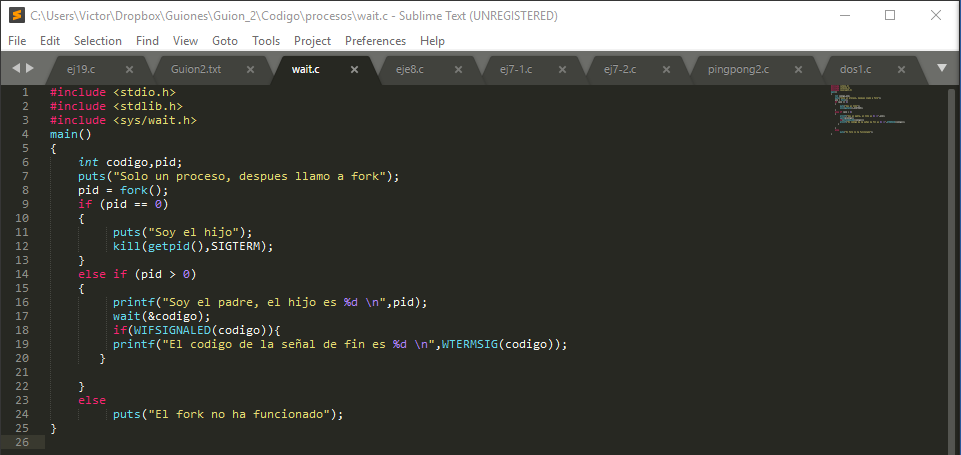 C:\Users\Victor\Dropbox\Guiones\Guion_2\Codigo\procesos\wait.c - Sublime Text (UNREGISTERED)
File Edit Selection Find View Goto Tools Project Preferences Help
ej19.c × Guion2.txt × wait.c × eje8.c × ej7-1.c × ej7-2.c × pingpong2.c × dos1.c ×
1 #include <stdio.h>
2 #include <stdlib.h>
3 #include <sys/wait.h>
4 main()
5 {
6 int codigo,pid;
7 puts("Solo un proceso, despues llamo a fork");
8 pid = fork();
9 if (pid == 0)
10 {
11 puts("Soy el hijo");
12 kill(getpid(),SIGTERM);
13 }
14 else if (pid > 0)
15 {
16 printf("Soy el padre, el hijo es %d \n",pid);
17 wait(&codigo);
18 if(WIFSIGNALED(codigo)){
19 printf("El codigo de la señal de fin es %d \n",WTERMSIG(codigo));
20 }
21
22 }
23 else
24 puts("El fork no ha funcionado");
25 }
26